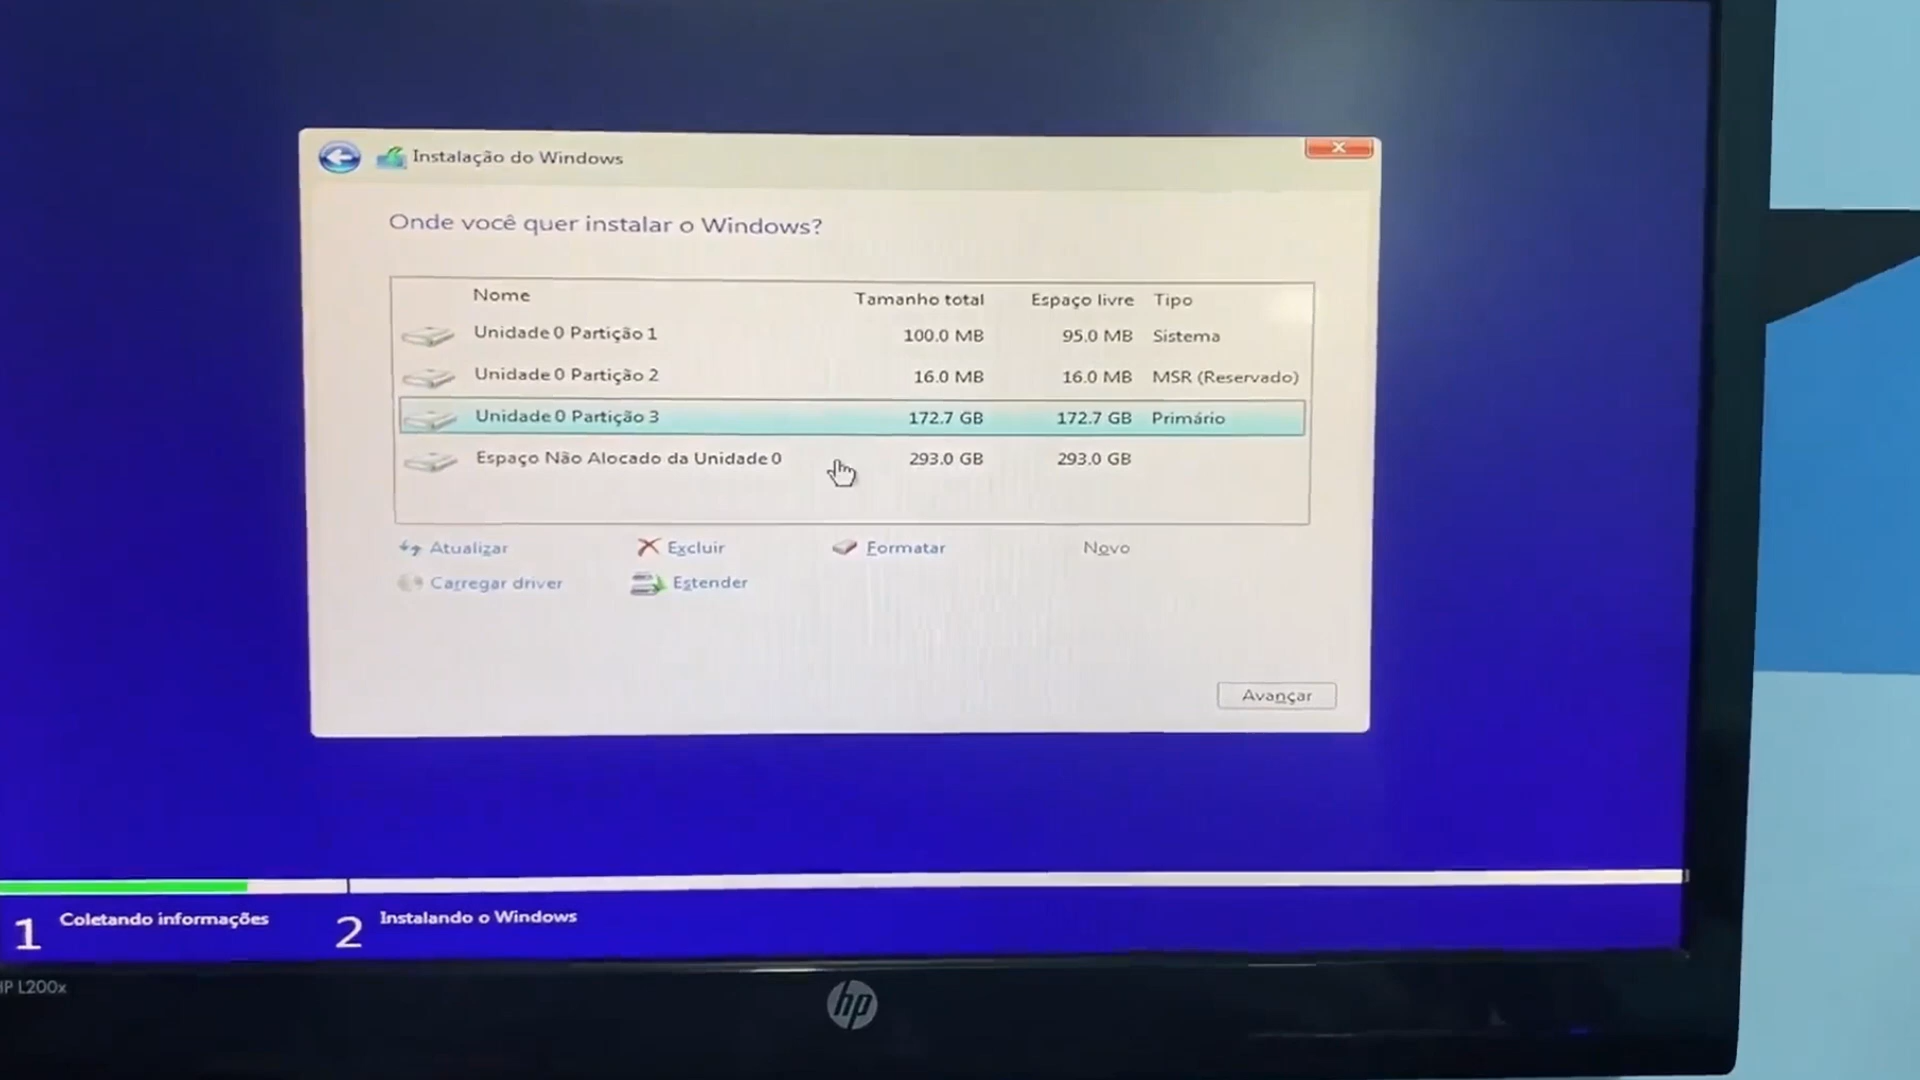 Instalação do Windows
Onde você quer instalar o Windows?
Nome Tamanho total Espaço livre Tipo
Unidade 0 Partição 1 100.0 MB 95.0 MB Sistema
Unidade 0 Partição 2 16.0 MB 16.0 MB MSR (Reservado)
Unidade 0 Partição 3 172.7 GB 172.7 GB Primário
Espaço Não Alocado da Unidade 0 293.0 GB 293.0 GB
Atualizar Excluir Formatar Novo
Carregar driver Estender
Avançar
1 Coletando informações 2 Instalando o Windows
HP L200x
hp